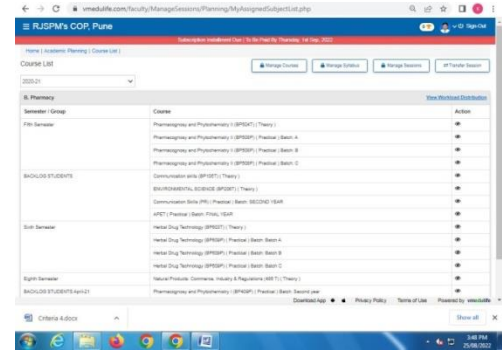 vmedulife.com/faculty/ManageSessions/Planning/MyAssignedSubjectList.php
≡ RJSPM's COP, Pune
Sign-Out
Subscription Installment Due | To Be Paid By Thursday, 1st Sep, 2022
Home | Academic Planning | Course List |
Course List
Manage Courses
Manage Syllabus
Manage Sessions
Transfer Session
2020-21
B. Pharmacy
View Workload Distribution
Semester / Group Course Action
Fifth Semester Pharmacognosy and Phytochemistry II (BP504T) ( Theory )
Pharmacognosy and Phytochemistry II (BP508P) ( Practical ) Batch: A
Pharmacognosy and Phytochemistry II (BP508P) ( Practical ) Batch: B
Pharmacognosy and Phytochemistry II (BP508P) ( Practical ) Batch: C
BACKLOG STUDENTS Communication skills (BP105T) ( Theory )
ENVIRONMENTAL SCIENCE (BP206T) ( Theory )
Communication Skills (PR) ( Practical ) Batch: SECOND YEAR
APET ( Practical ) Batch: FINAL YEAR
Sixth Semester Herbal Drug Technology (BP603T) ( Theory )
Herbal Drug Technology (BP609P) ( Practical ) Batch: Batch A
Herbal Drug Technology (BP609P) ( Practical ) Batch: Batch B
Herbal Drug Technology (BP609P) ( Practical ) Batch: Batch C
Eighth Semester Natural Products: Commerce, Industry & Regulations ( Theory )
BACKLOG STUDENTS April-21 Pharmacognosy and Phytochemistry I (BP408P) ( Practical ) Batch: Second year
Download App Privacy Policy Terms of Use Powered by vmedulife
Criteria 4.docx
Show all
3:48 PM
25/08/2022